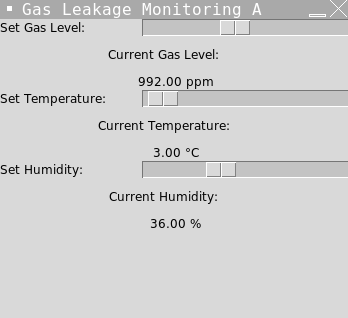 Gas Leakage Monitoring A
Set Gas Level:
Current Gas Level:
992.00 ppm
Set Temperature:
Current Temperature:
3.00 °C
Set Humidity:
Current Humidity:
36.00 %